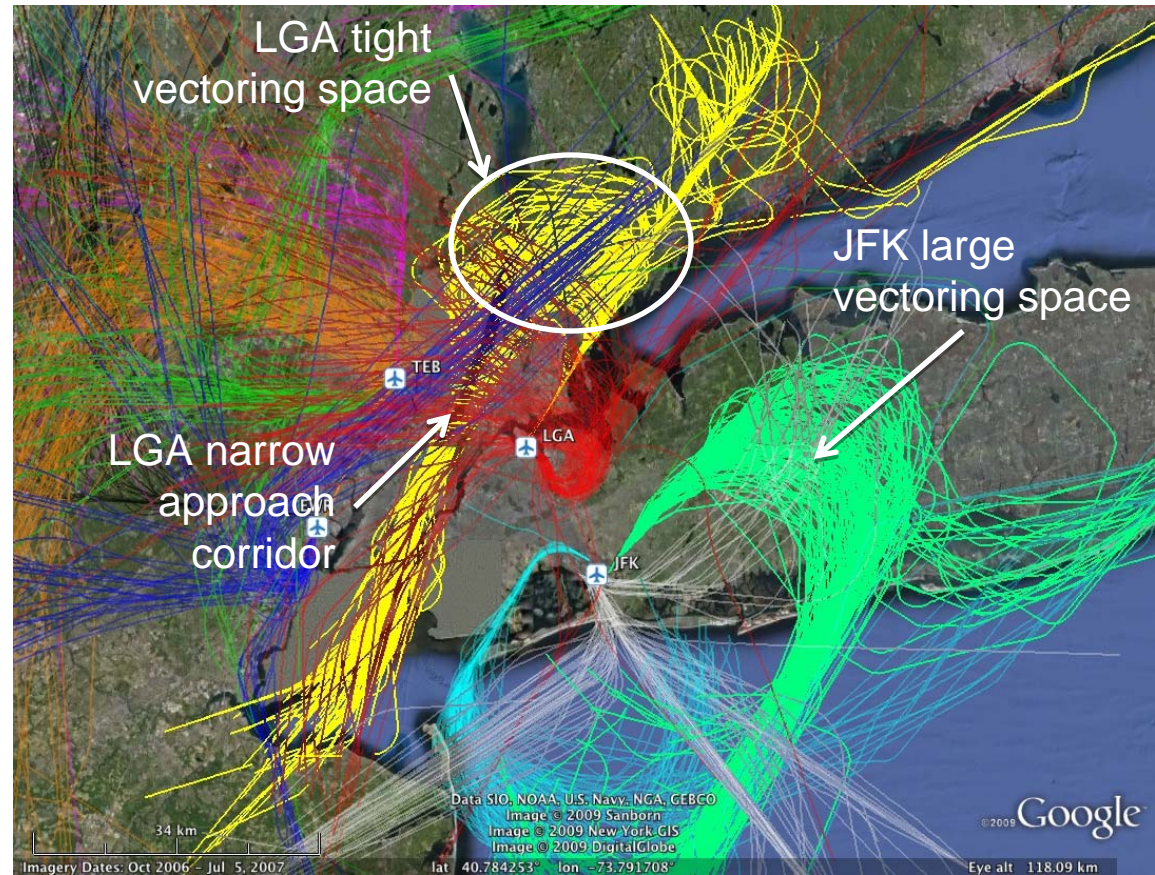 LGA tight
vectoring space
JFK large
vectoring space
TEB
LGA
LGA narrow
approach
corridor
EWR
JFK
Data SIO, NOAA, U.S. Navy, NGA, GEBCO
Image © 2009 Sanborn
Image © 2009 New York GIS
Image © 2009 DigitalGlobe
©2009 Google
34 km
Imagery Dates: Oct 2006 - Jul 5, 2007
lat 40.784253° lon -73.791708°
Eye alt 118.09 km